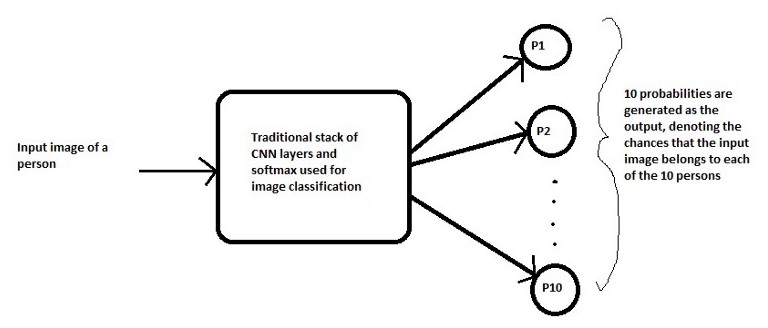 Input image of a
person
Traditional stack of
CNN layers and
softmax used for
image classification
P1
P2
P10
10 probabilities are
generated as the
output, denoting the
chances that the input
image belongs to each
of the 10 persons